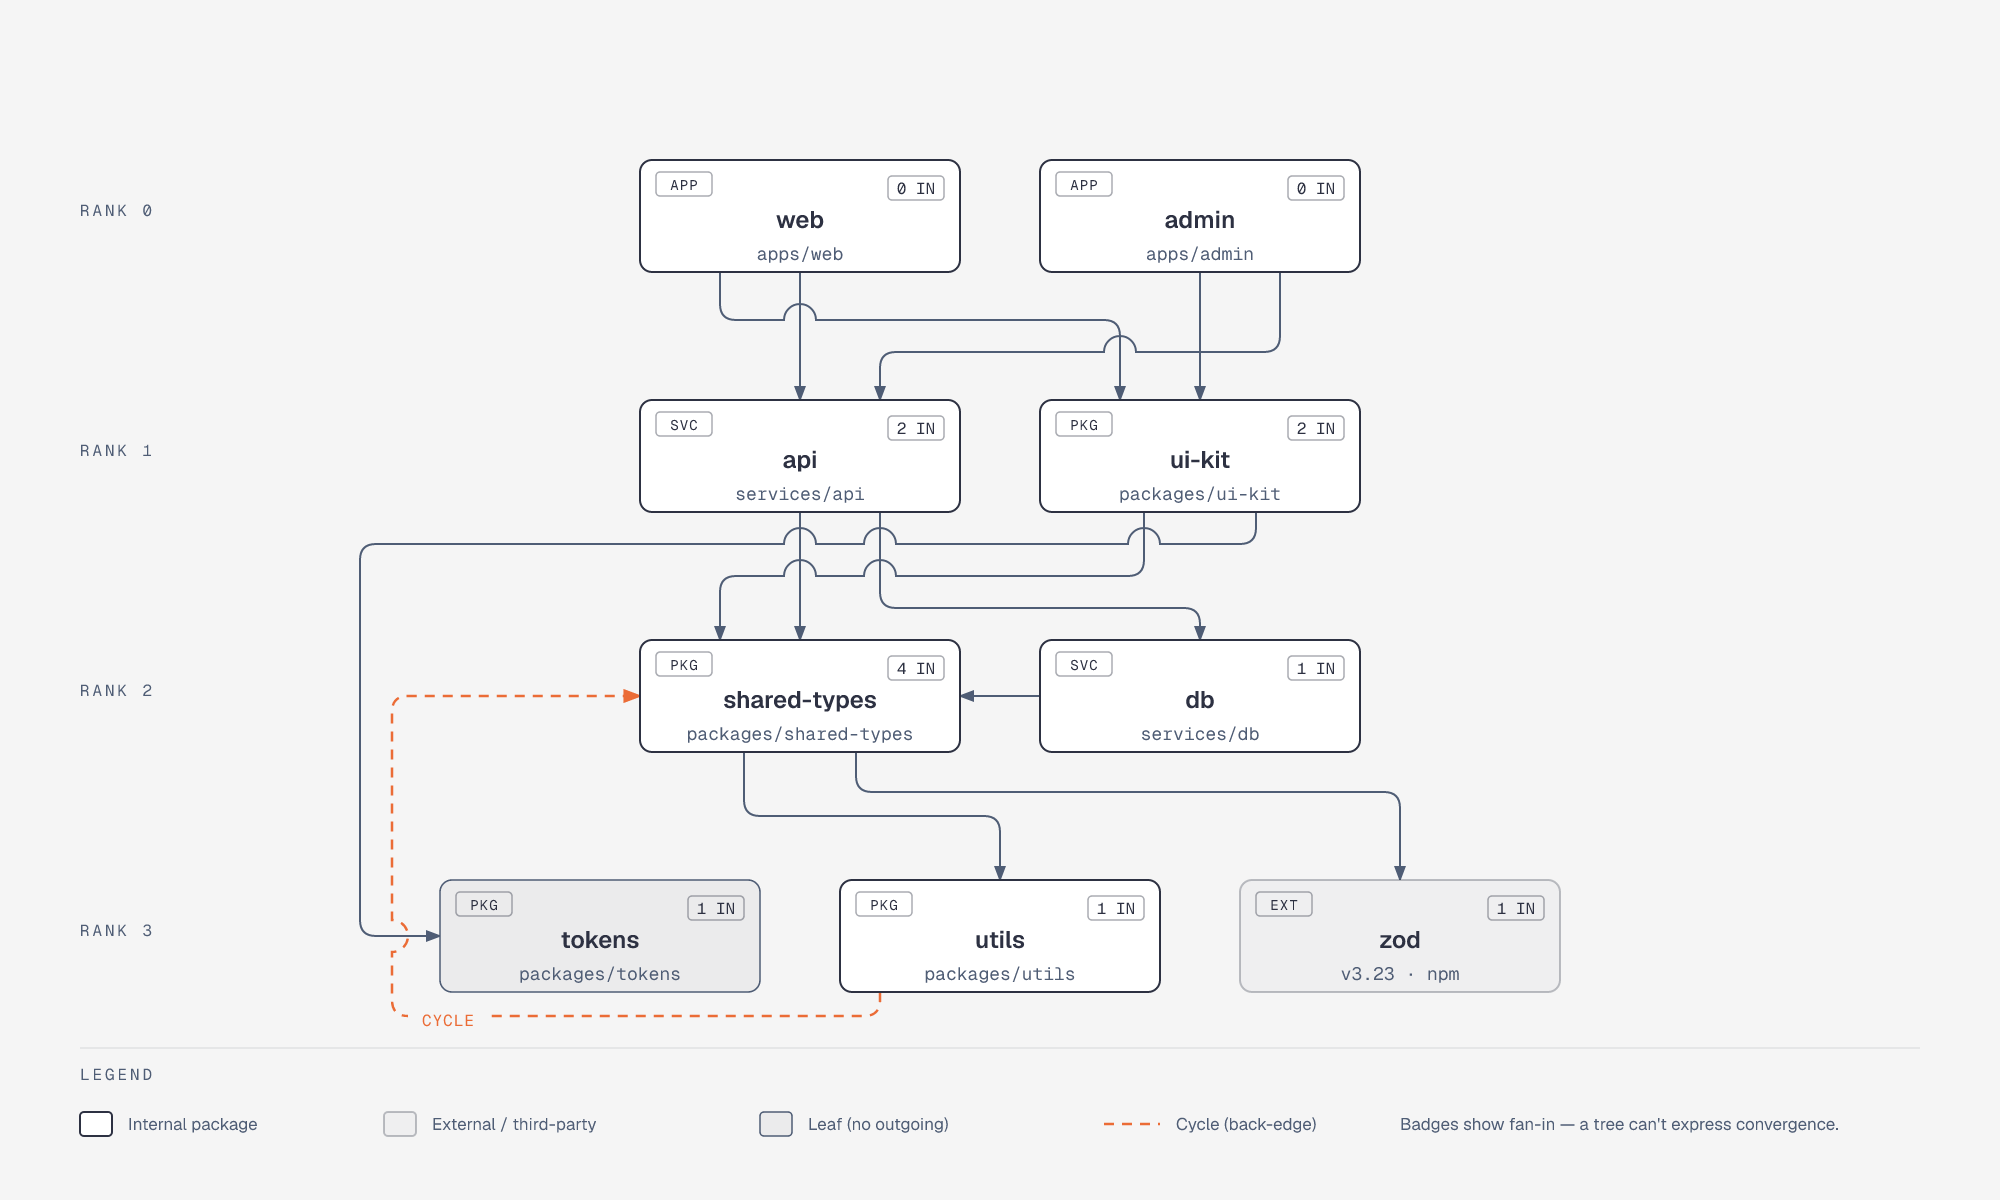 RANK 0
APP
0 IN
web
apps/web
APP
0 IN
admin
apps/admin
RANK 1
SVC
2 IN
api
services/api
PKG
2 IN
ui-kit
packages/ui-kit
RANK 2
PKG
4 IN
shared-types
packages/shared-types
SVC
1 IN
db
services/db
RANK 3
PKG
1 IN
tokens
packages/tokens
PKG
1 IN
utils
packages/utils
EXT
1 IN
zod
v3.23 · npm
CYCLE
LEGEND
Internal package
External / third-party
Leaf (no outgoing)
Cycle (back-edge)
Badges show fan-in — a tree can't express convergence.